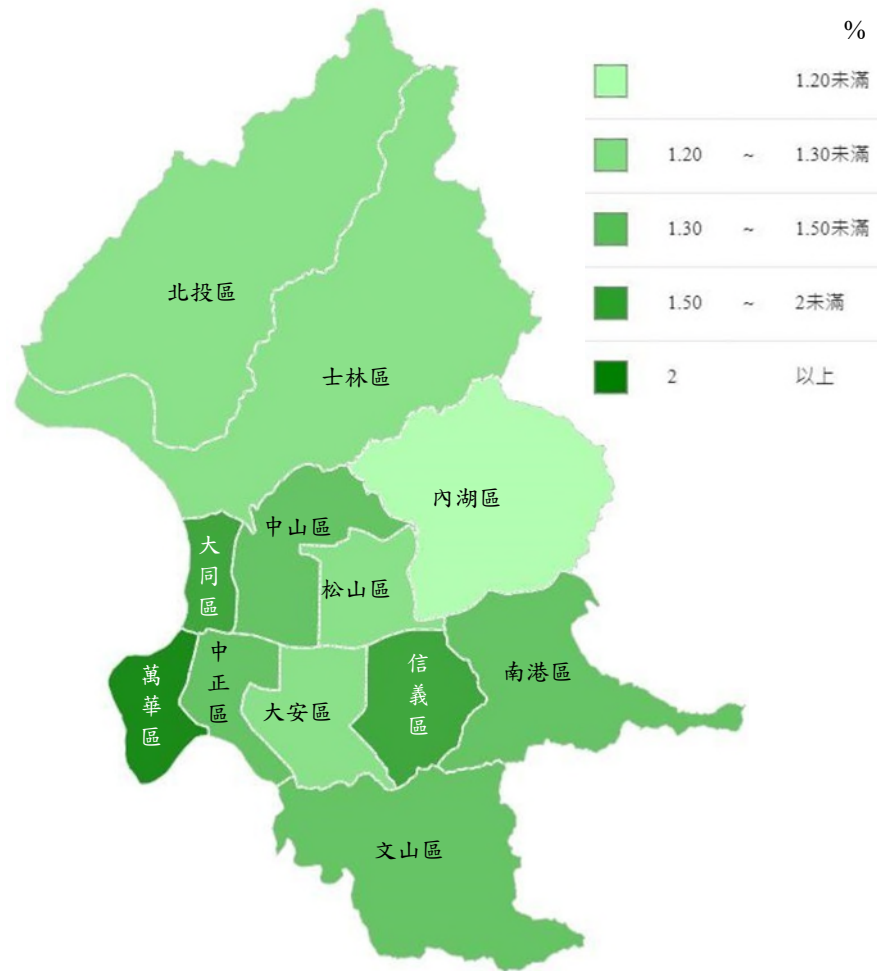 %
1.20未滿
1.20 ~ 1.30未滿
1.30 ~ 1.50未滿
1.50 ~ 2未滿
2 以上
北投區
士林區
內湖區
中山區
大同區
松山區
萬華區
中正區
大安區
信義區
南港區
文山區